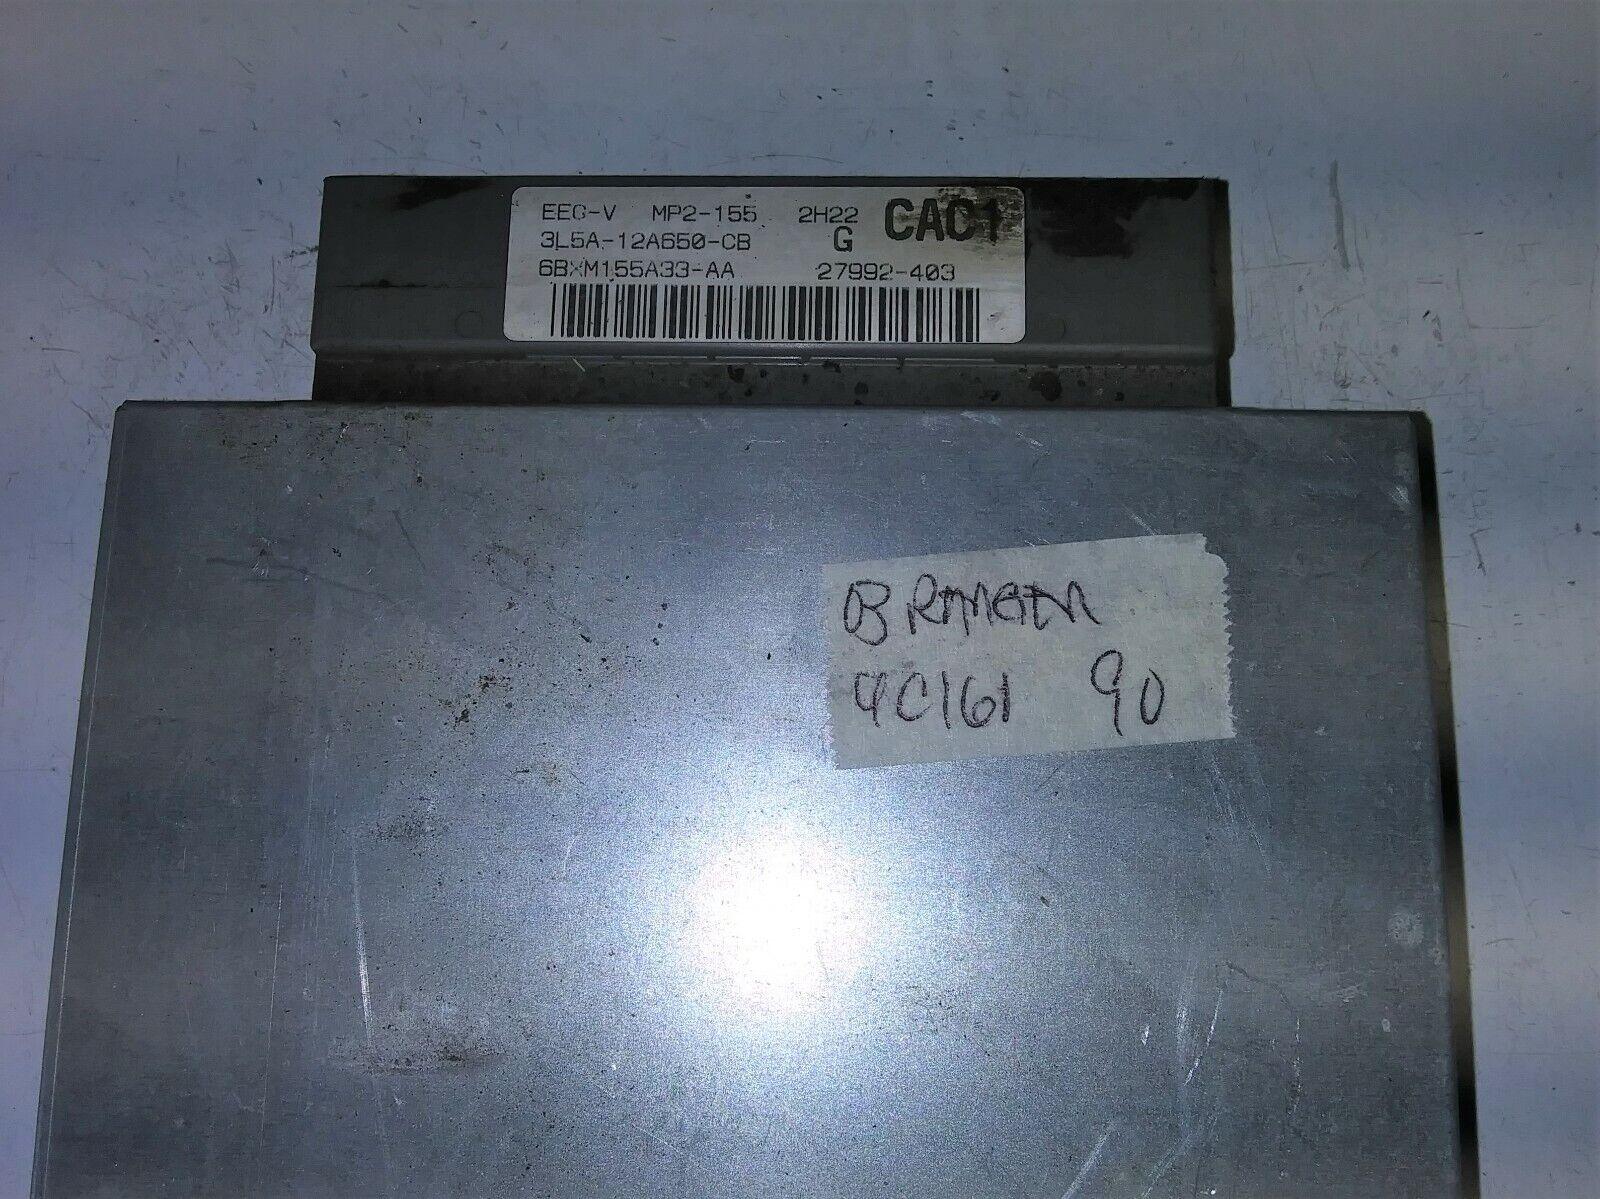 EEC-V MP2-155 2H22 CAC1
3L5A-12A650-CB G
6BXM155A33-AA 27992-403
03 RANGER
4C161 90